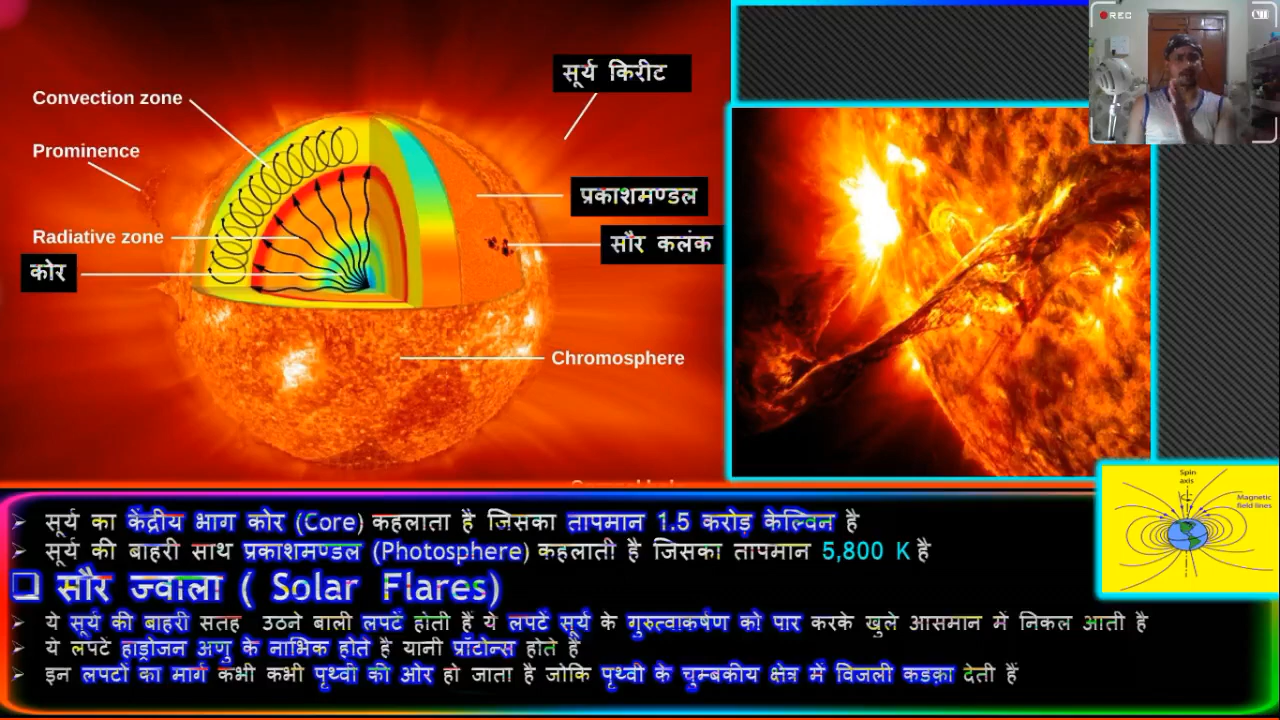 Convection zone
Prominence
Radiative zone
कोर
सूर्य किरीट
प्रकाशमण्डल
सौर कलंक
Chromosphere
REC
Spin
axis
Magnetic
field lines
सूर्य का केंद्रीय भाग कोर (Core) कहलाता है जिसका तापमान 1.5 करोड़ केल्विन है
सूर्य की बाहरी साथ प्रकाशमण्डल (Photosphere) कहलाती है जिसका तापमान 5,800 K है
सौर ज्वाला ( Solar Flares)
ये सूर्य की बाहरी सतह उठने बाली लपटें होती हैं ये लपटें सूर्य के गुरुत्वाकर्षण को पार करके खुले आसमान में निकल आती है
ये लपटें हाइड्रोजन अणु के नाभिक होते है यानी प्रॉटोन्स होते हैं
इन लपटों का मार्ग कभी कभी पृथ्वी की ओर हो जाता है जोकि पृथ्वी के चुम्बकीय क्षेत्र में विजली कडक़ा देती हैं